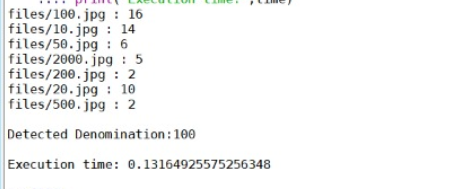 .... print("Execution time:",time)
files/100.jpg : 16
files/10.jpg : 14
files/50.jpg : 6
files/2000.jpg : 5
files/200.jpg : 2
files/20.jpg : 10
files/500.jpg : 2
Detected Denomination:100
Execution time: 0.13164925575256348